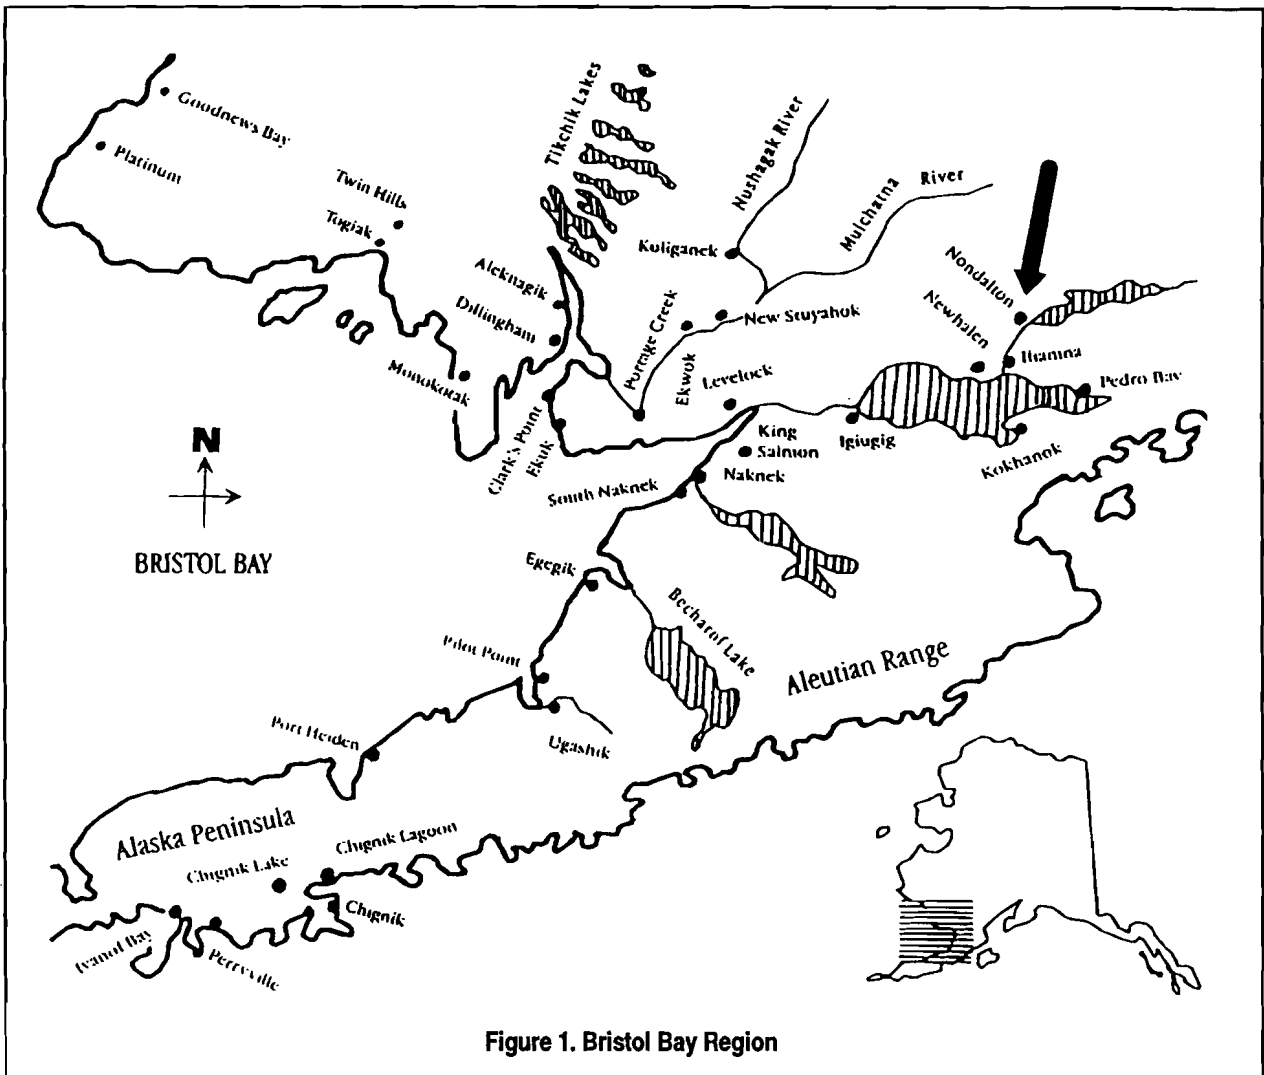 Goodnews Bay
Platinum
Twin Hills
Togiak
Tikchik Lakes
Nushagak River
Mulchatna River
Koliganek
Aleknagik
Dillingham
Portage Creek
New Stuyahok
Ekwok
Levelock
Nondalton
Newhalen
Iliamna
Pedro Bay
Manokotak
Clark's Point
Ekuk
King
Salmon
Igiugig
Kokhanok
N
South Naknek
Naknek
BRISTOL BAY
Egegik
Becharof Lake
Aleutian Range
Pilot Point
Ugashik
Port Heiden
Alaska Peninsula
Chignik Lagoon
Chignik Lake
Chignik
Ivanof Bay
Perryville
Figure 1. Bristol Bay Region